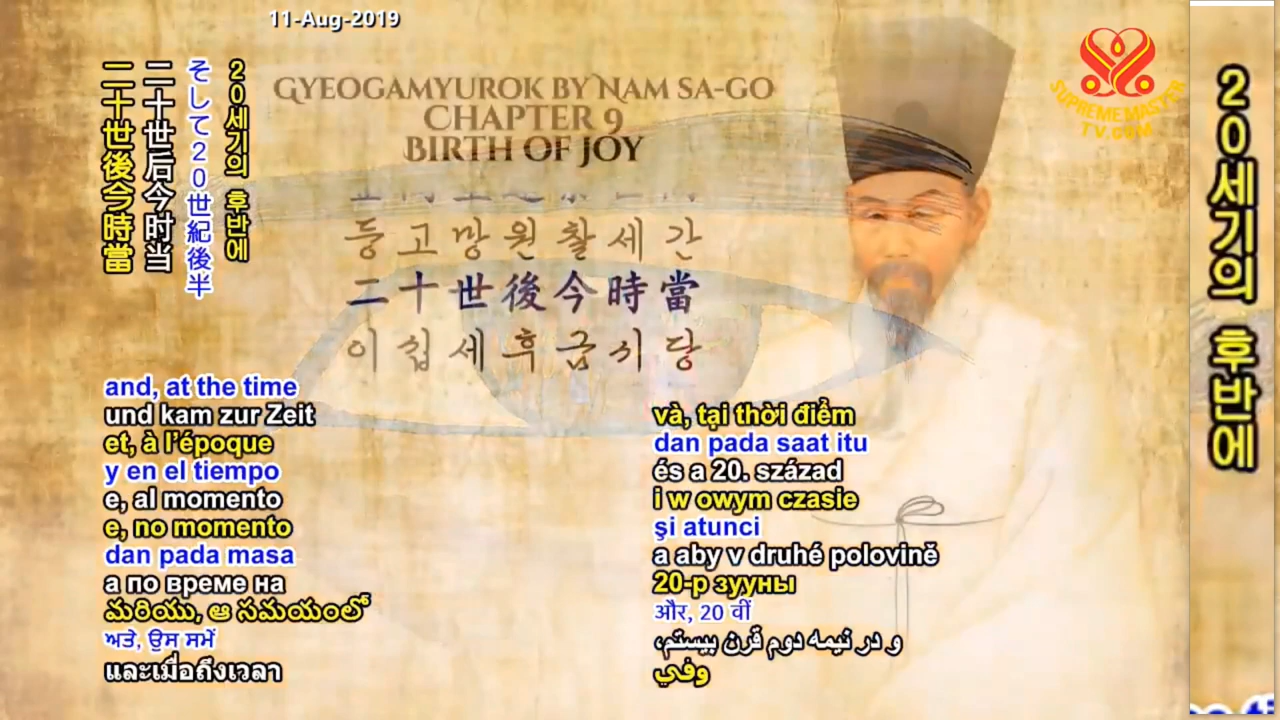 11-Aug-2019
SUPREMEMASTERTV.COM
GYEOGAMYUROK BY NAM SA-GO
CHAPTER 9
BIRTH OF JOY
20세기의 후반에
そして20世紀後半
二十世后今时当
二十世後今時當
등고망원찰세간
二十世後今時當
이십세후금시당
and, at the time
und kam zur Zeit
et, à l’époque
y en el tiempo
e, al momento
e, no momento
dan pada masa
а по време на
మరియు, ఆ సమయంలో
ਅਤੇ, ਉਸ ਸਮੇਂ
และเมื่อถึงเวลา
và, tại thời điểm
dan pada saat itu
és a 20. század
i w owym czasie
şi atunci
a aby v druhé polovině
20-р зууны
और, 20 वीं
و در نیمه دوم قرن بیستم،
وفي
20세기의 후반에